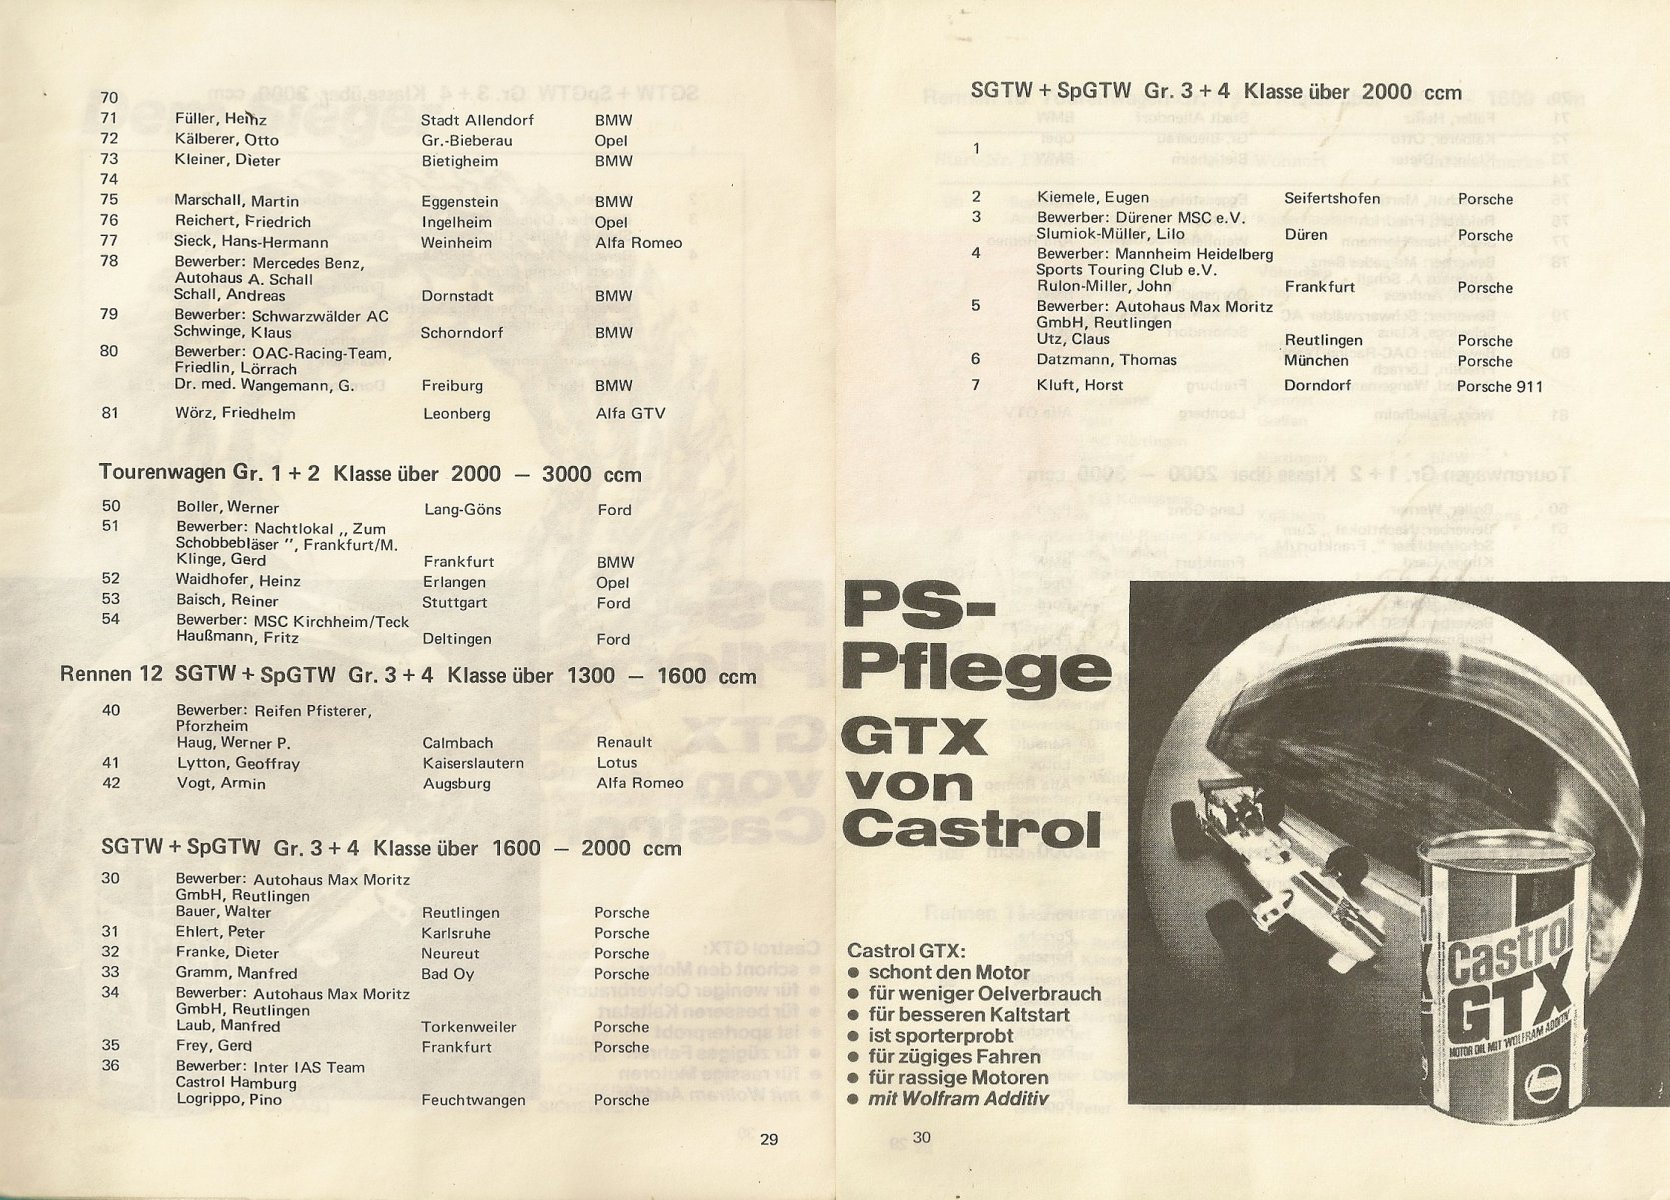 70
71 Füller, Heinz Stadt Allendorf BMW
72 Kälberer, Otto Gr.-Bieberau Opel
73 Kleiner, Dieter Bietigheim BMW
74
75 Marschall, Martin Eggenstein BMW
76 Reichert, Friedrich Ingelheim Opel
77 Sieck, Hans-Hermann Weinheim Alfa Romeo
78 Bewerber: Mercedes Benz,
Autohaus A. Schall
Schall, Andreas Dornstadt BMW
79 Bewerber: Schwarzwälder AC
Schwinge, Klaus Schorndorf BMW
80 Bewerber: OAC-Racing-Team,
Friedlin, Lörrach
Dr. med. Wangemann, G. Freiburg BMW
81 Wörz, Friedhelm Leonberg Alfa GTV
Tourenwagen Gr. 1 + 2 Klasse über 2000 — 3000 ccm
50 Boller, Werner Lang-Göns Ford
51 Bewerber: Nachtlokal ,, Zum
Schobbebläser ”, Frankfurt/M.
Klinge, Gerd Frankfurt BMW
52 Waidhofer, Heinz Erlangen Opel
53 Baisch, Reiner Stuttgart Ford
54 Bewerber: MSC Kirchheim/Teck
Haußmann, Fritz Deltingen Ford
Rennen 12 SGTW + SpGTW Gr. 3 + 4 Klasse über 1300 — 1600 ccm
40 Bewerber: Reifen Pfisterer,
Pforzheim
Haug, Werner P. Calmbach Renault
41 Lytton, Geoffray Kaiserslautern Lotus
42 Vogt, Armin Augsburg Alfa Romeo
SGTW + SpGTW Gr. 3 + 4 Klasse über 1600 — 2000 ccm
30 Bewerber: Autohaus Max Moritz
GmbH, Reutlingen
Bauer, Walter Reutlingen Porsche
31 Ehlert, Peter Karlsruhe Porsche
32 Franke, Dieter Neureut Porsche
33 Gramm, Manfred Bad Oy Porsche
34 Bewerber: Autohaus Max Moritz
GmbH, Reutlingen
Laub, Manfred Torkenweiler Porsche
35 Frey, Gerd Frankfurt Porsche
36 Bewerber: Inter IAS Team
Castrol Hamburg
Logrippo, Pino Feuchtwangen Porsche
29
SGTW + SpGTW Gr. 3 + 4 Klasse über 2000 ccm
1
2 Kiemele, Eugen Seifertshofen Porsche
3 Bewerber: Dürener MSC e.V.
Slumiok-Müller, Lilo Düren Porsche
4 Bewerber: Mannheim Heidelberg
Sports Touring Club e.V.
Rulon-Miller, John Frankfurt Porsche
5 Bewerber: Autohaus Max Moritz
GmbH, Reutlingen
Utz, Claus Reutlingen Porsche
6 Datzmann, Thomas München Porsche
7 Kluft, Horst Dorndorf Porsche 911
PS-
Pflege
GTX
von
Castrol
Castrol GTX:
● schont den Motor
● für weniger Oelverbrauch
● für besseren Kaltstart
● ist sporterprobt
● für zügiges Fahren
● für rassige Motoren
● mit Wolfram Additiv
Castrol
GTX
MOTOR OIL MIT WOLFRAM ADDITIV
30